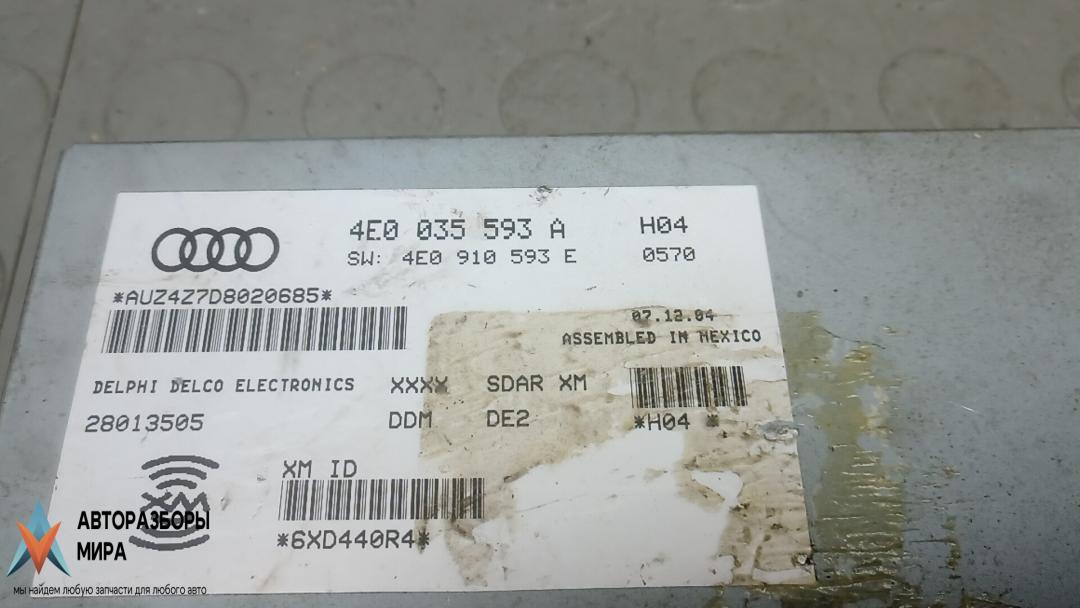 4E0 035 593 A H04
SW: 4E0 910 593 E 0570
*AUZ4Z7D8020685*
07.12.04
ASSEMBLED IN MEXICO
DELPHI DELCO ELECTRONICS XXXX SDAR XM
28013505 DDM DE2 *H04 *
XM ID
XM
*6XD440R4*
АВТОРАЗБОРЫ
МИРА
мы найдем любую запчасти для любого авто